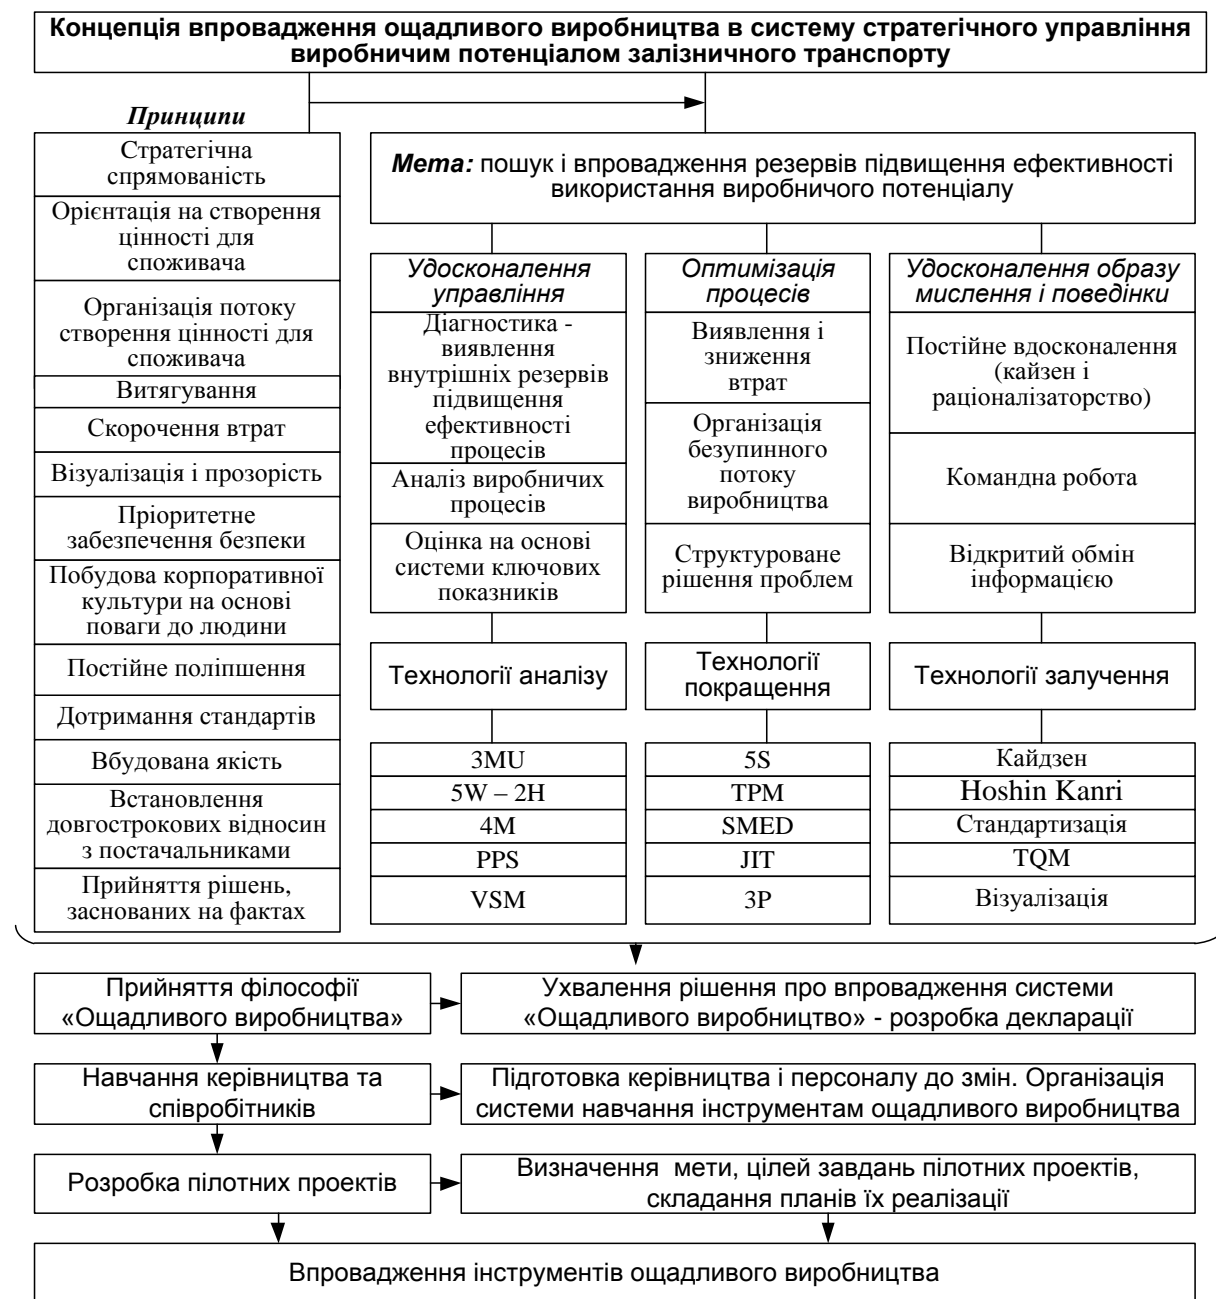 Концепція впровадження ощадливого виробництва в систему стратегічного управління
виробничим потенціалом залізничного транспорту
Принципи
Стратегічна
спрямованість
Орієнтація на створення
цінності для
споживача
Організація потоку
створення цінності для
споживача
Витягування
Скорочення втрат
Візуалізація і прозорість
Пріоритетне
забезпечення безпеки
Побудова корпоративної
культури на основі
поваги до людини
Постійне поліпшення
Дотримання стандартів
Вбудована якість
Встановлення
довгострокових відносин
з постачальниками
Прийняття рішень,
заснованих на фактах
Мета: пошук і впровадження резервів підвищення ефективності
використання виробничого потенціалу
Удосконалення
управління
Діагностика -
виявлення
внутрішніх резервів
підвищення
ефективності
процесів
Аналіз виробничих
процесів
Оцінка на основі
системи ключових
показників
Технології аналізу
3MU
5W – 2H
4M
PPS
VSM
Оптимізація
процесів
Виявлення і
зниження
втрат
Організація
безупинного
потоку
виробництва
Структуроване
рішення проблем
Технології
покращення
5S
TPM
SMED
JIT
3P
Удосконалення образу
мислення і поведінки
Постійне вдосконалення
(кайзен і
раціоналізаторство)
Командна робота
Відкритий обмін
інформацією
Технології залучення
Кайдзен
Hoshin Kanri
Стандартизація
TQM
Візуалізація
Прийняття філософії
«Ощадливого виробництва»
Ухвалення рішення про впровадження системи
«Ощадливого виробництво» - розробка декларації
Навчання керівництва та
співробітників
Підготовка керівництва і персоналу до змін. Організація
системи навчання інструментам ощадливого виробництва
Розробка пілотних проектів
Визначення мети, цілей завдань пілотних проектів,
складання планів їх реалізації
Впровадження інструментів ощадливого виробництва